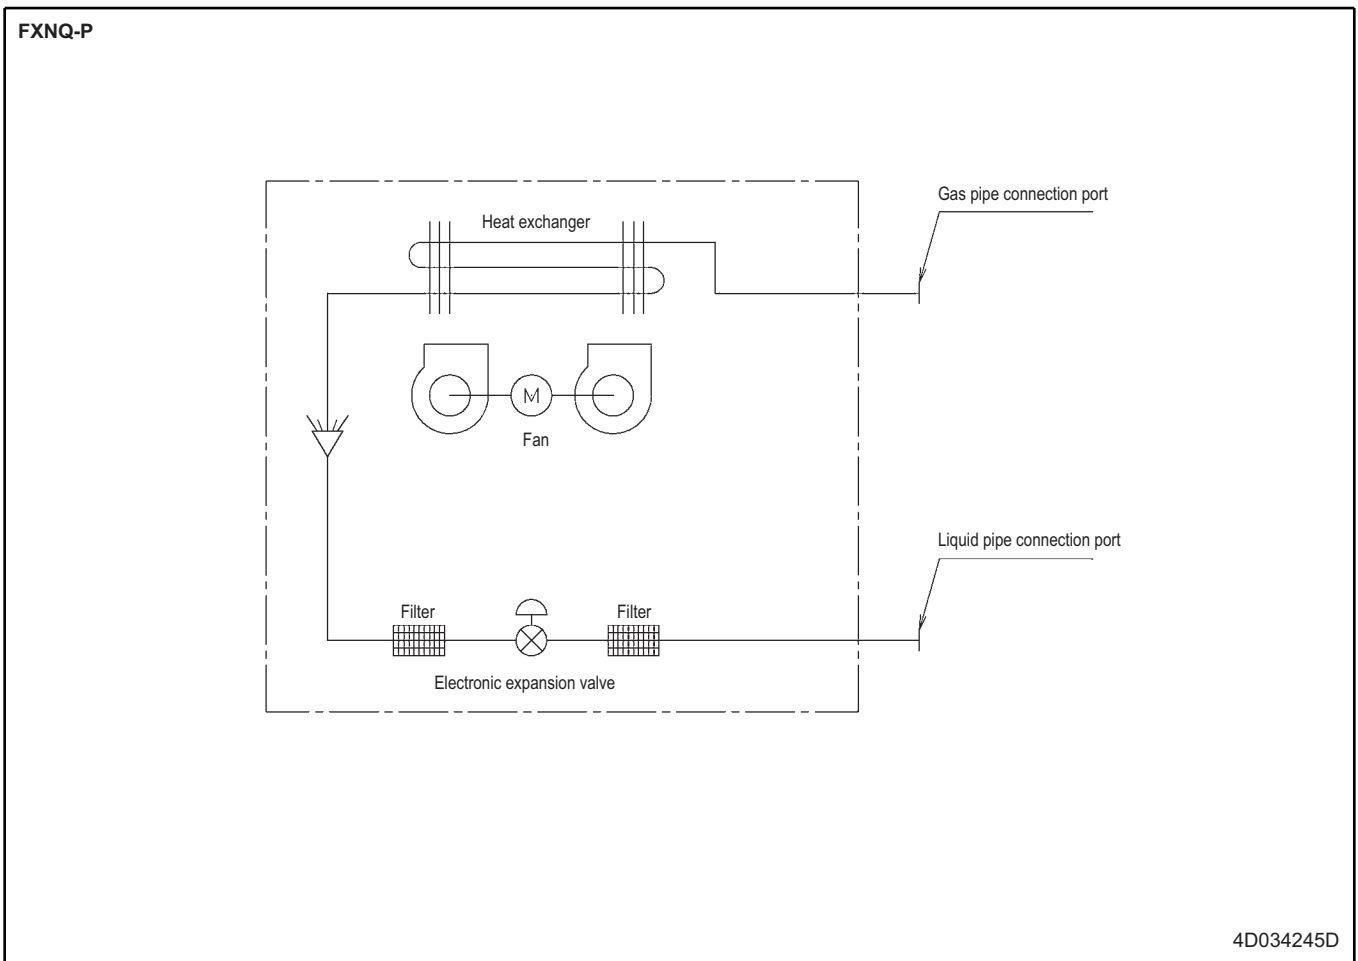 FXNQ-P
Gas pipe connection port
Heat exchanger
M
Fan
Liquid pipe connection port
Filter
Filter
Electronic expansion valve
4D034245D